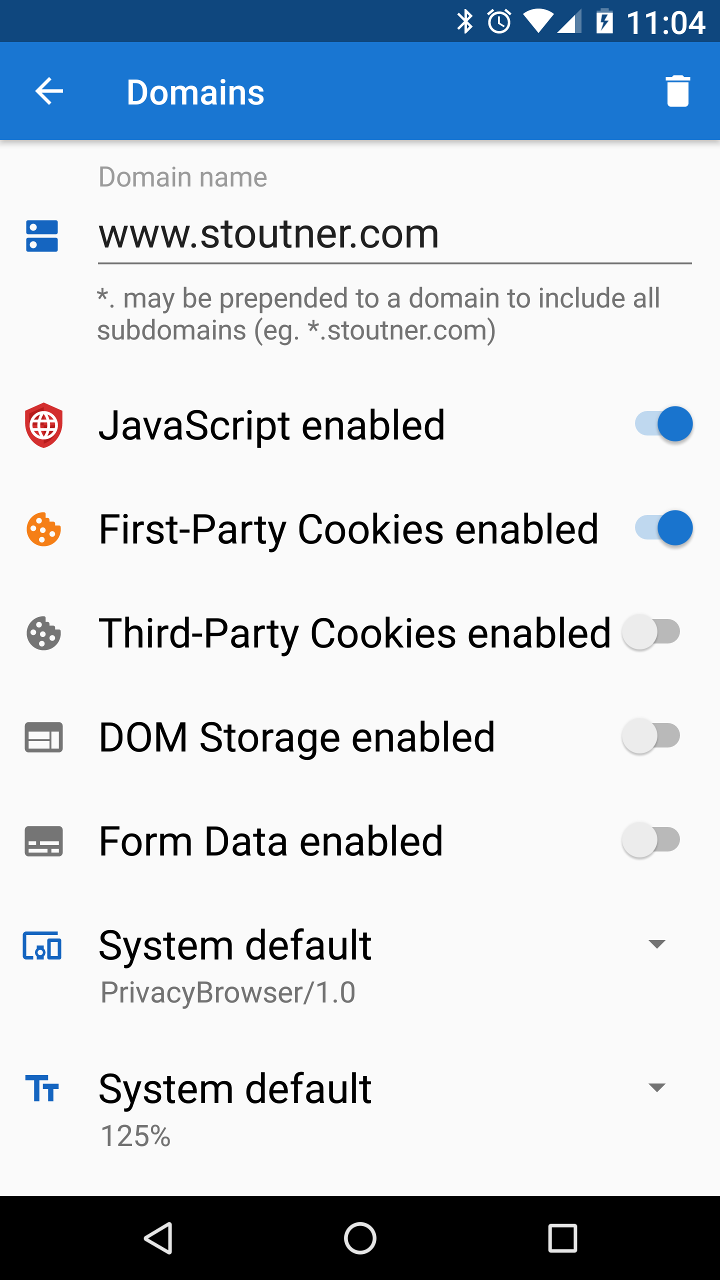 11:04
Domains
Domain name
www.stoutner.com
*. may be prepended to a domain to include all
subdomains (eg. *.stoutner.com)
JavaScript enabled
First-Party Cookies enabled
Third-Party Cookies enabled
DOM Storage enabled
Form Data enabled
System default
PrivacyBrowser/1.0
System default
125%